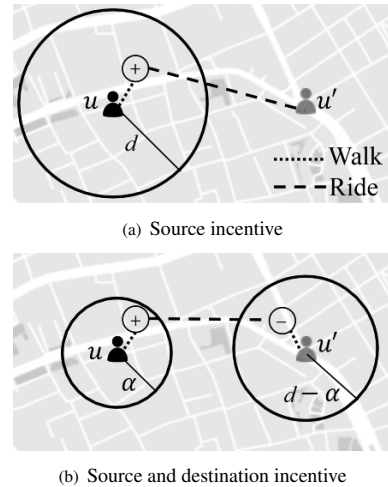 +
u
u′
d
Walk
Ride
(a) Source incentive
+
−
u
u′
α
d − α
(b) Source and destination incentive